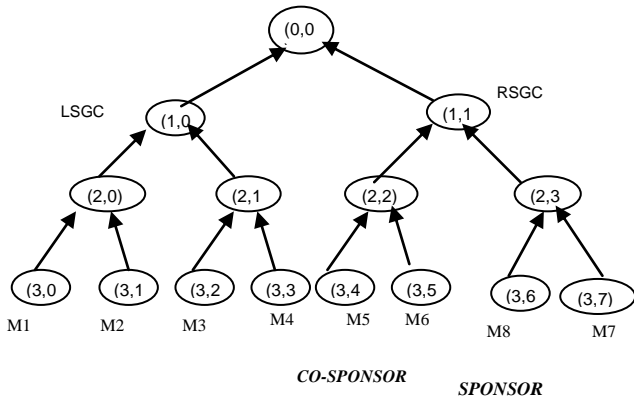 (0,0
LSGC
(1,0
(1,1
RSGC
(2,0)
(2,1
(2,2)
(2,3
(3,0
(3,1
(3,2
(3,3
(3,4
(3,5
(3,6
(3,7)
M1
M2
M3
M4
M5
M6
M8
M7
CO-SPONSOR
SPONSOR